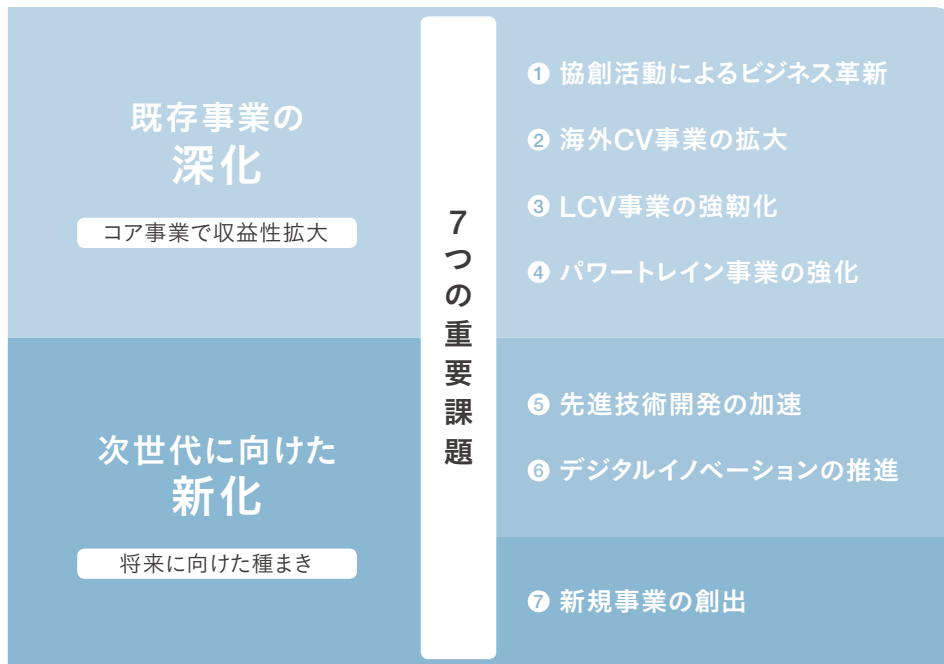 既存事業の
深化
コア事業で収益性拡大
次世代に向けた
新化
将来に向けた種まき
7つの重要課題
❶ 協創活動によるビジネス革新
❷ 海外CV事業の拡大
❸ LCV事業の強靭化
❹ パワートレイン事業の強化
❺ 先進技術開発の加速
❻ デジタルイノベーションの推進
❼ 新規事業の創出